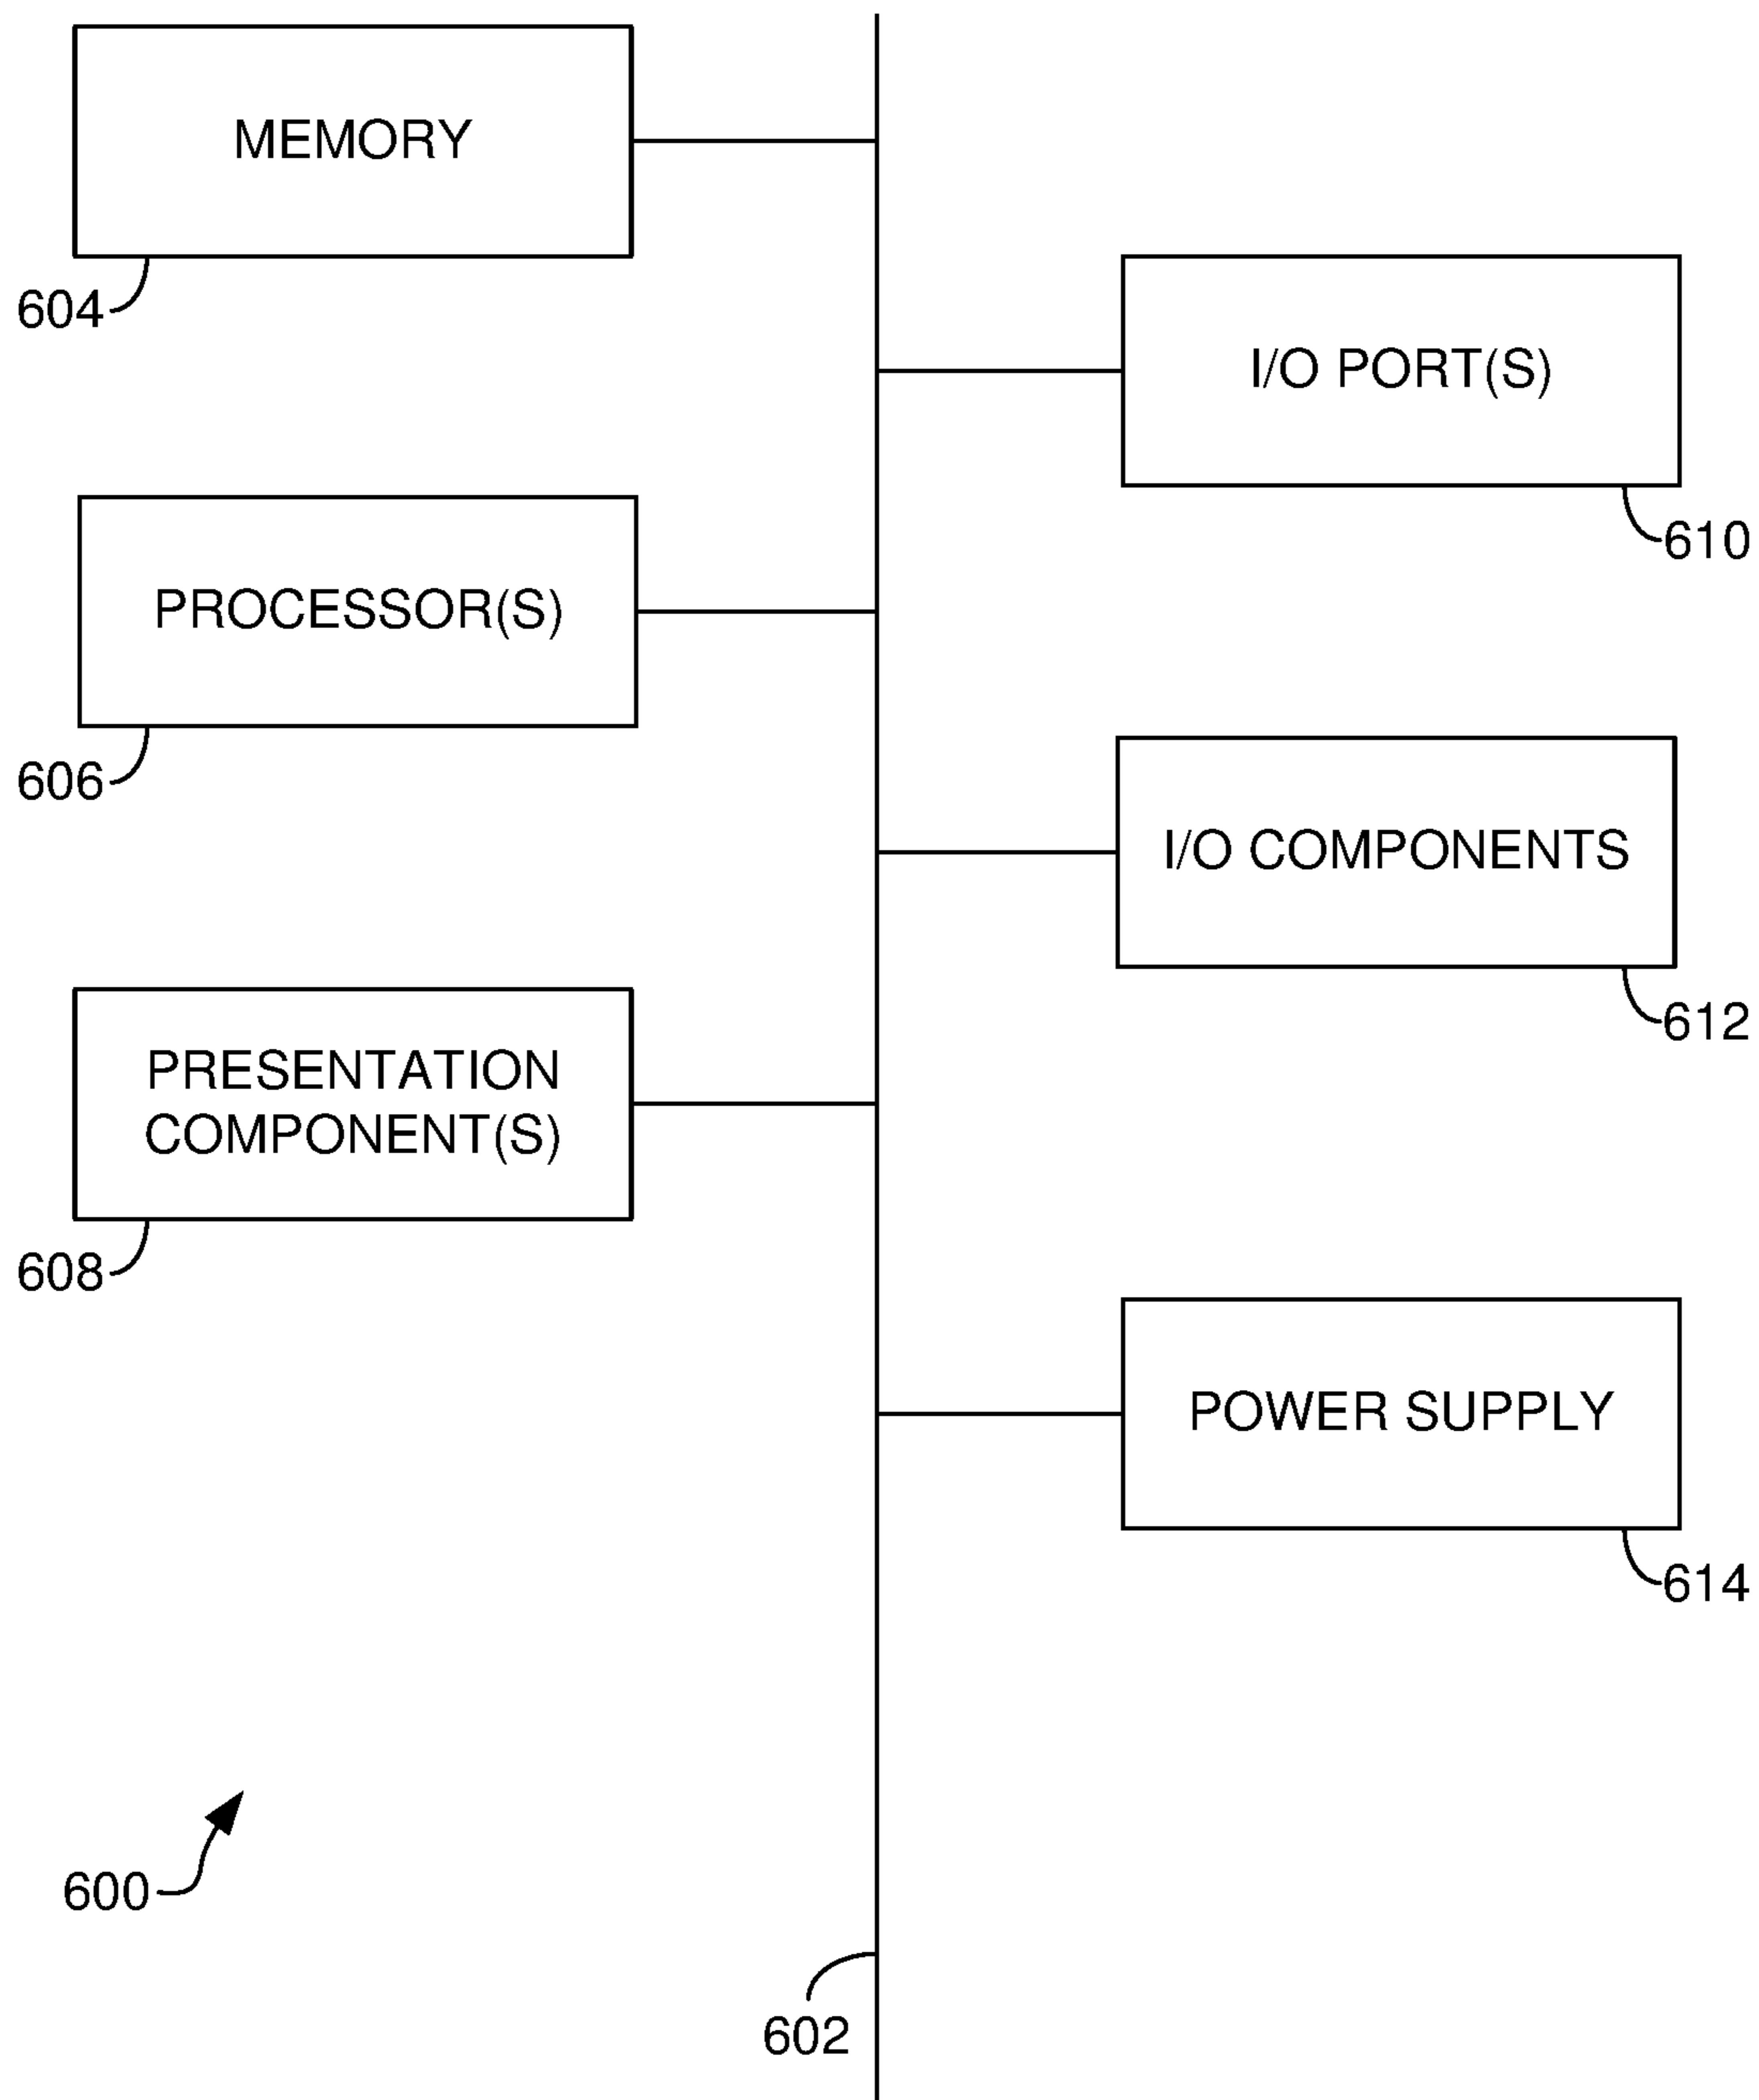 MEMORY
604
I/O PORT(S)
610
PROCESSOR(S)
606
I/O COMPONENTS
612
PRESENTATION
COMPONENT(S)
608
POWER SUPPLY
614
600
602